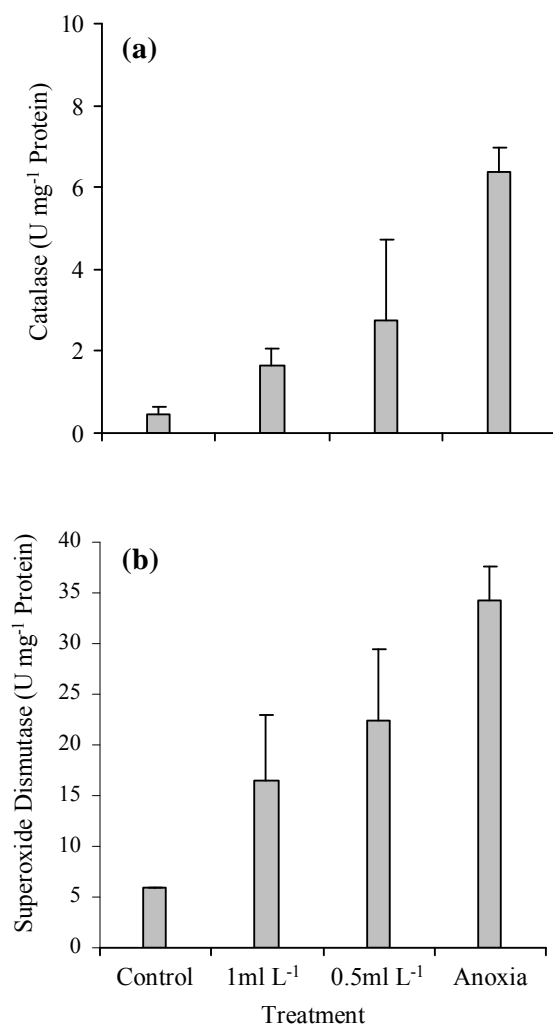 (a)
Catalase (U mg⁻¹ Protein)
10
8
6
4
2
0
(b)
Superoxide Dismutase (U mg⁻¹ Protein)
40
35
30
25
20
15
10
5
0
Control 1ml L⁻¹ 0.5ml L⁻¹ Anoxia
Treatment